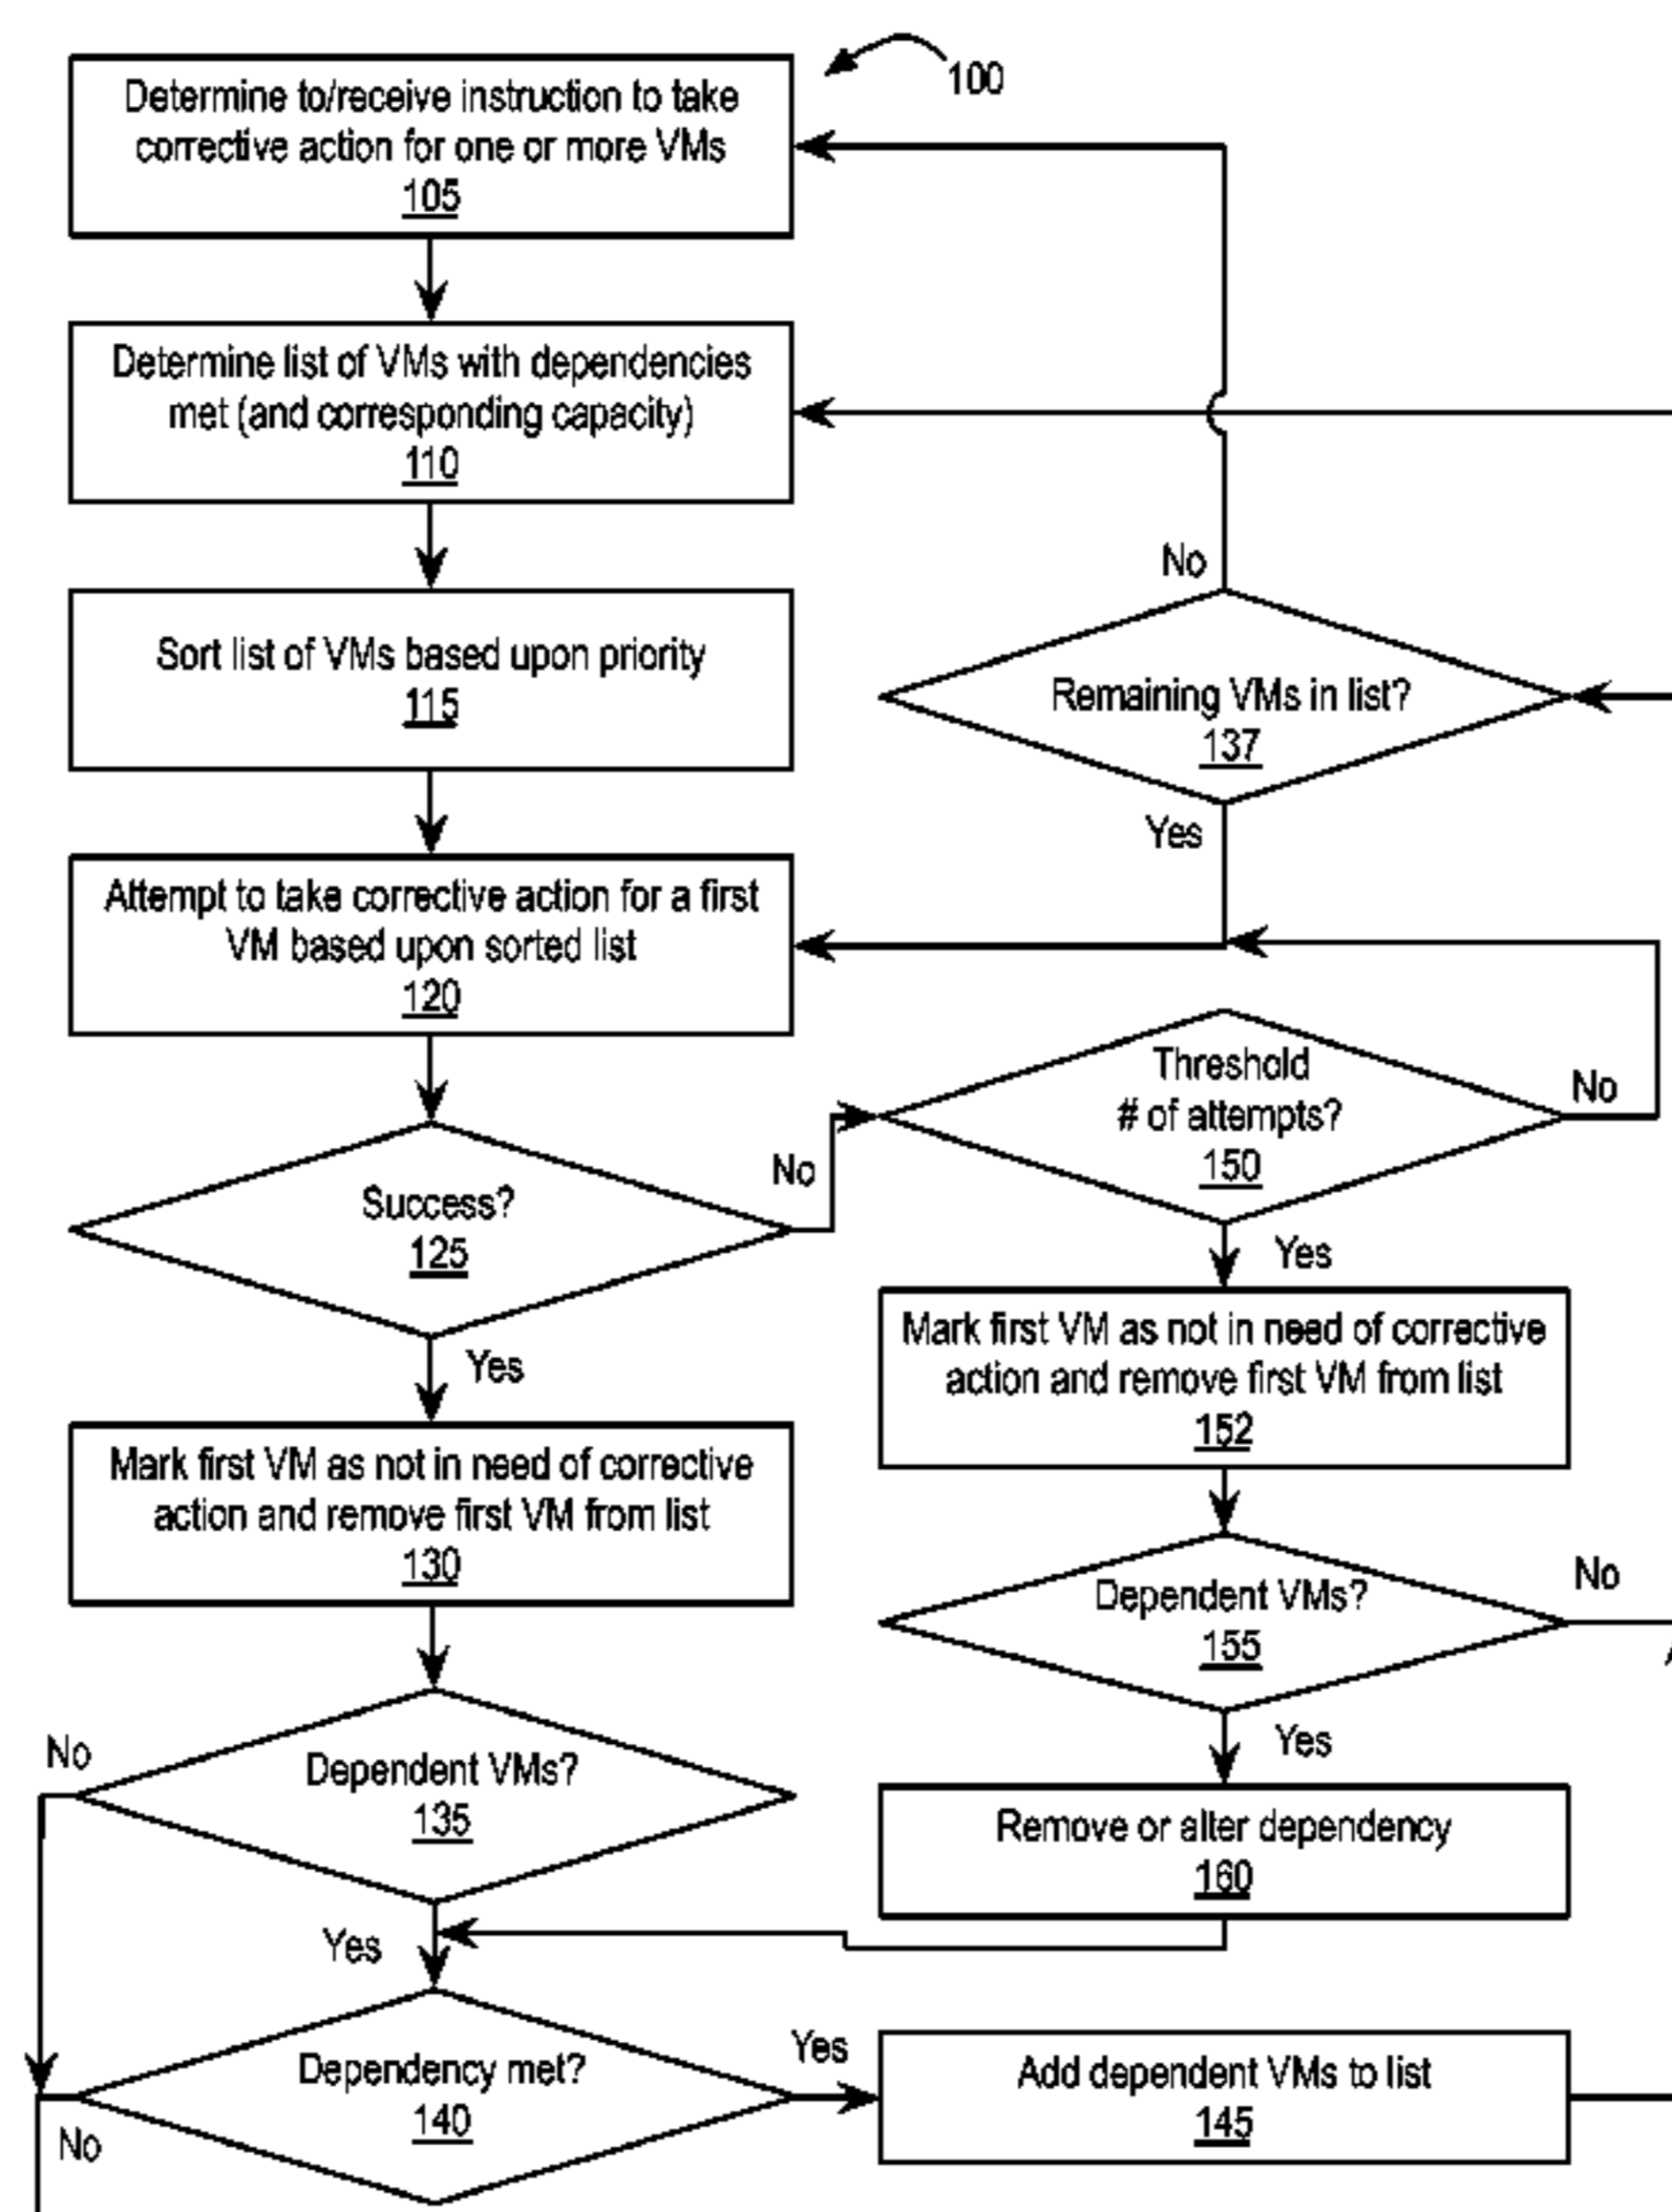 100
Determine to/receive instruction to take
corrective action for one or more VMs
105
Determine list of VMs with dependencies
met (and corresponding capacity)
110
Sort list of VMs based upon priority
115
No
Remaining VMs in list?
137
Yes
Attempt to take corrective action for a first
VM based upon sorted list
120
Threshold
# of attempts?
150
No
No
Success?
125
Yes
Yes
Mark first VM as not in need of corrective
action and remove first VM from list
152
Mark first VM as not in need of corrective
action and remove first VM from list
130
Dependent VMs?
155
No
Yes
No
Dependent VMs?
135
Yes
Remove or alter dependency
160
Dependency met?
140
Yes
No
Add dependent VMs to list
145